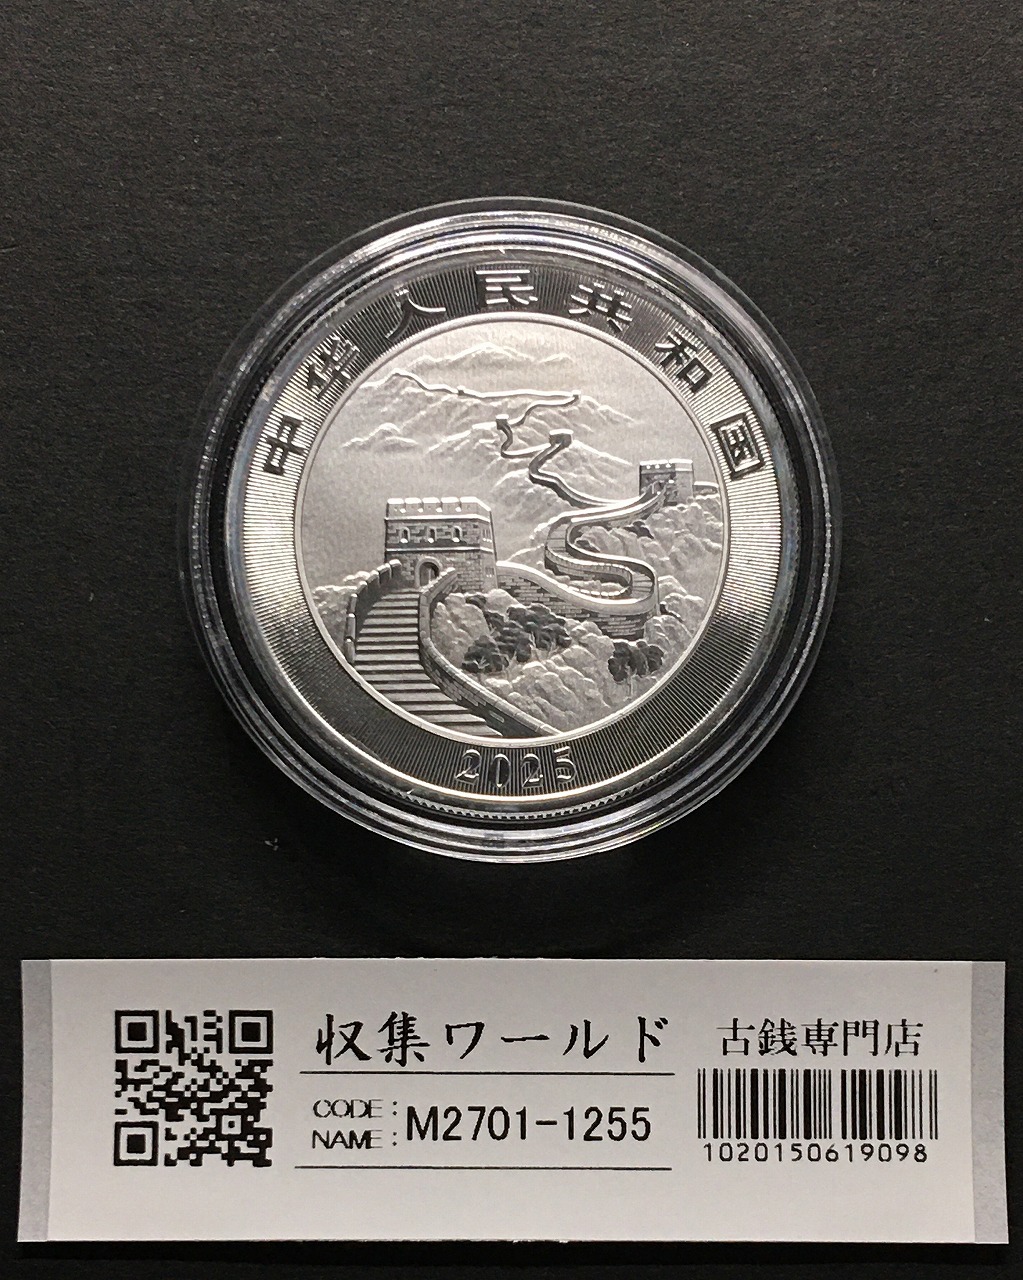 中华人民共和国
2025
収集ワールド
古銭専門店
CODE:
NAME:
M2701-1255
1020150619098